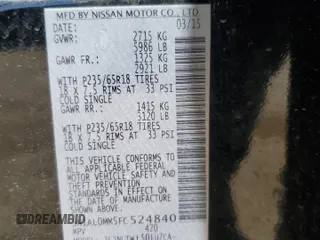 MFD BY NISSAN MOTOR CO., LTD
DATE: 03/15
GVWR: 2715 KG
5986 LB
GAWR FR.: 1325 KG
2921 LB
WITH P235/65R18 TIRES
18 X 7.5 RIMS AT 33 PSI
COLD SINGLE
GAWR RR.: 1415 KG
3120 LB
WITH P235/65R18 TIRES
18 X 7.5 RIMS AT 33 PSI
COLD SINGLE
THIS VEHICLE CONFORMS TO ALL
APPLICABLE FEDERAL MOTOR
VEHICLE SAFETY AND THEFT
PREVENTION STANDARDS IN
EFFECT ON THE DATE OF
MANUFACTURE SHOWN ABOVE.
524840
MPV 420